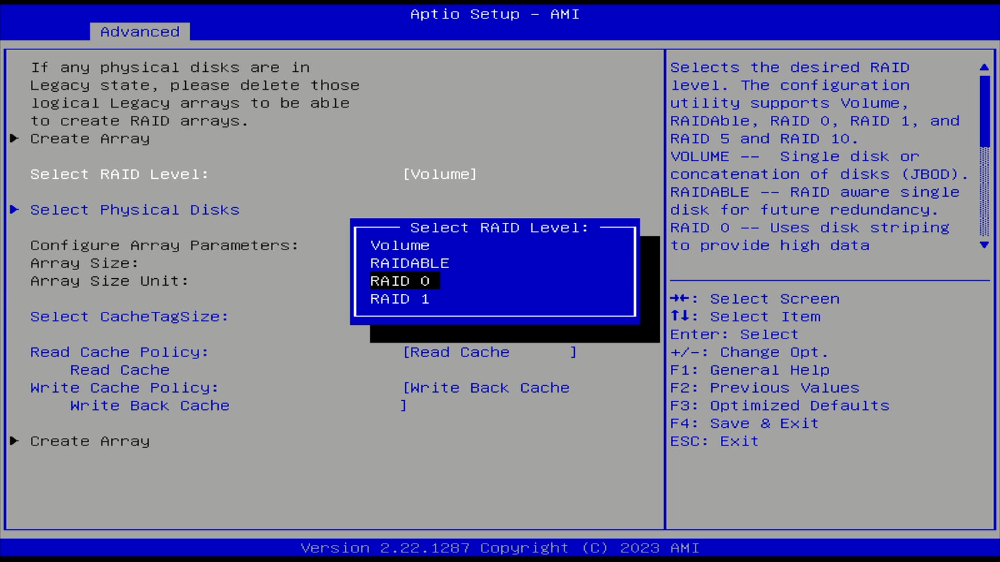 Aptio Setup - AMI
Advanced
If any physical disks are in
Legacy state, please delete those
logical Legacy arrays to be able
to create RAID arrays.
Create Array
Select RAID Level: [Volume]
Select Physical Disks
Configure Array Parameters:
Array Size:
Array Size Unit:
Select CacheTagSize:
Read Cache Policy: [Read Cache ]
Read Cache
Write Cache Policy: [Write Back Cache
Write Back Cache ]
Create Array
Select RAID Level:
Volume
RAIDABLE
RAID 0
RAID 1
Selects the desired RAID
level. The configuration
utility supports Volume,
RAIDAble, RAID 0, RAID 1, and
RAID 5 and RAID 10.
VOLUME -- Single disk or
concatenation of disks (JBOD).
RAIDABLE -- RAID aware single
disk for future redundancy.
RAID 0 -- Uses disk striping
to provide high data
→←: Select Screen
↑↓: Select Item
Enter: Select
+/-: Change Opt.
F1: General Help
F2: Previous Values
F3: Optimized Defaults
F4: Save & Exit
ESC: Exit
Version 2.22.1287 Copyright (C) 2023 AMI